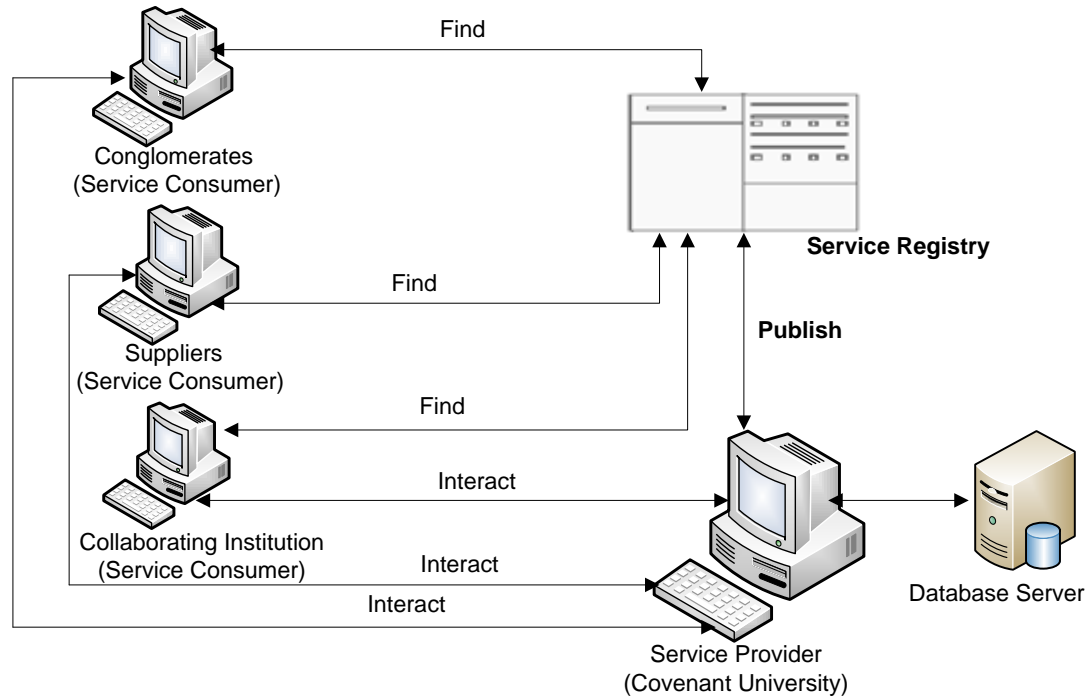 Find
Conglomerates
(Service Consumer)
Service Registry
Find
Publish
Suppliers
(Service Consumer)
Find
Interact
Collaborating Institution
(Service Consumer)
Interact
Interact
Database Server
Service Provider
(Covenant University)